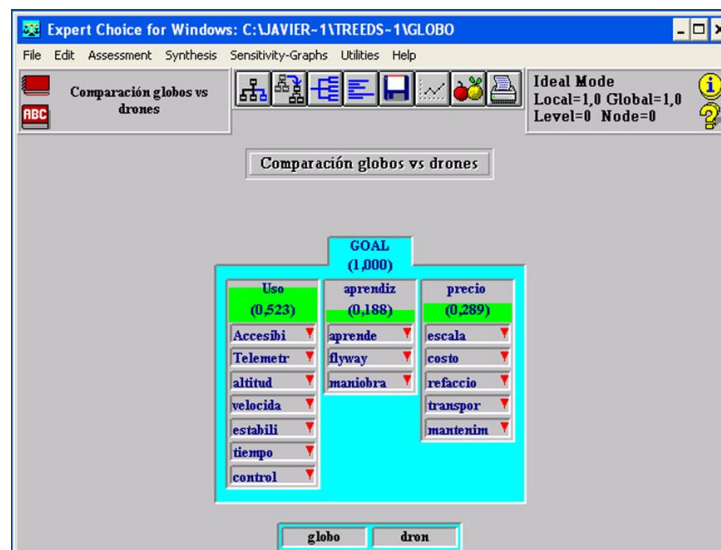 Expert Choice for Windows: C:\JAVIER~1\TREEDS~1\GLOBO
File Edit Assessment Synthesis Sensitivity-Graphs Utilities Help
ABC
Comparación globos vs
drones
Ideal Mode
Local=1,0 Global=1,0
Level=0 Node=0
Comparación globos vs drones
GOAL
(1,000)
Uso aprendiz precio
(0,523) (0,188) (0,289)
Accesibi aprende escala
Telemetr flyway costo
altitud maniobra refaccio
velocida transpor
estabili mantenim
tiempo
control
globo dron